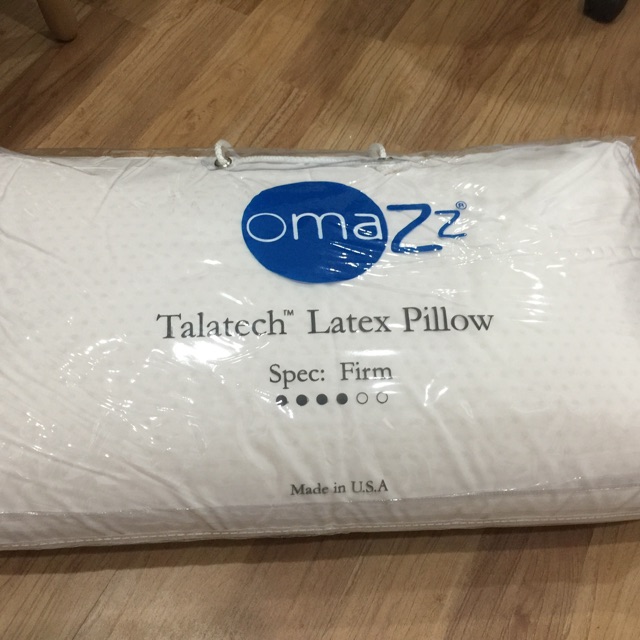 omaZz®
Talatech™ Latex Pillow
Spec: Firm
Made in U.S.A